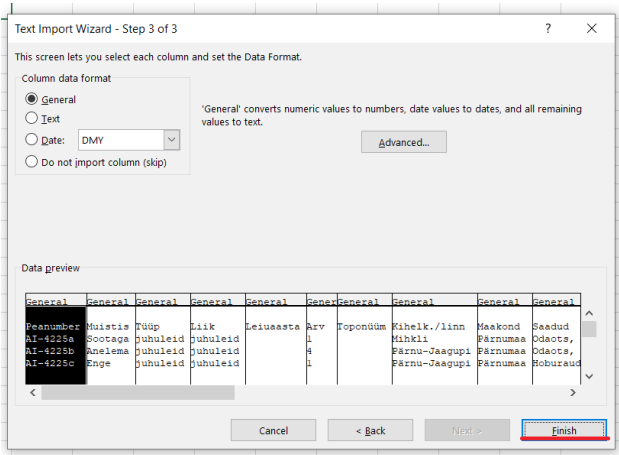 Text Import Wizard - Step 3 of 3
?
This screen lets you select each column and set the Data Format.
Column data format
General
Text
Date: DMY
Do not import column (skip)
'General' converts numeric values to numbers, date values to dates, and all remaining
values to text.
Advanced...
Data preview
General General General General General General General General General General
Peanumber Muistis Tüüp Liik Leiuaasta Arv Toponüüm Kihelk./linn Maakond Saadud
AI-4225a Sootaga juhuleid juhuleid 1 Mihkli Pärnumaa Odaots,
AI-4225b Anelema juhuleid juhuleid 4 Pärnu-Jaagupi Pärnumaa Odaots,
AI-4225c Enge juhuleid juhuleid 1 Pärnu-Jaagupi Pärnumaa Hoburaud
Cancel
< Back
Next >
Finish